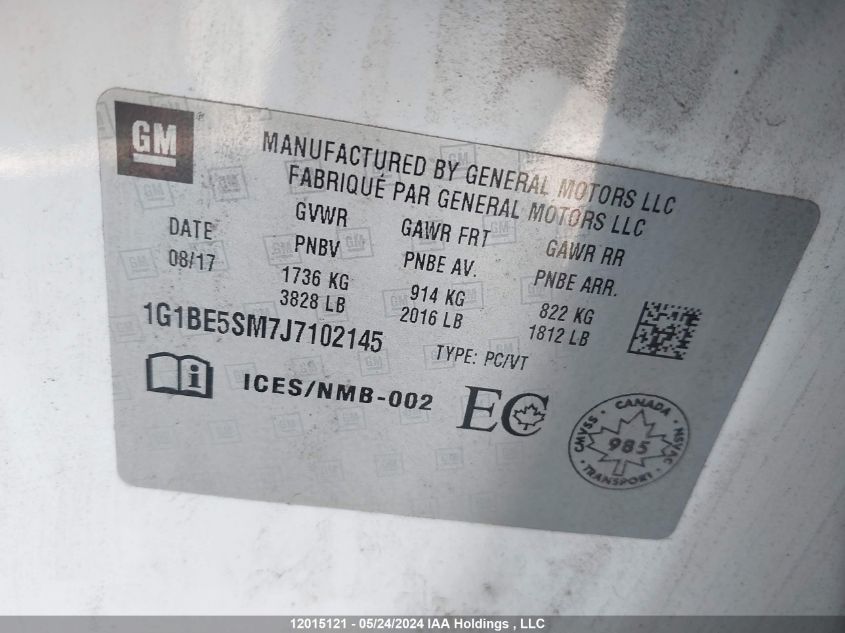 GM
MANUFACTURED BY GENERAL MOTORS LLC
FABRIQUÉ PAR GENERAL MOTORS LLC
DATE GVWR GAWR FRT GAWR RR
08/17 PNBV PNBE AV. PNBE ARR.
1736 KG 914 KG 822 KG
3828 LB 2016 LB 1812 LB
1G1BE5SM7J7102145 TYPE: PC/VT
i ICES/NMB-002 EC
CMVSS · CANADA · NSVAC
985
· TRANSPORT ·
12015121 - 05/24/2024 IAA Holdings , LLC